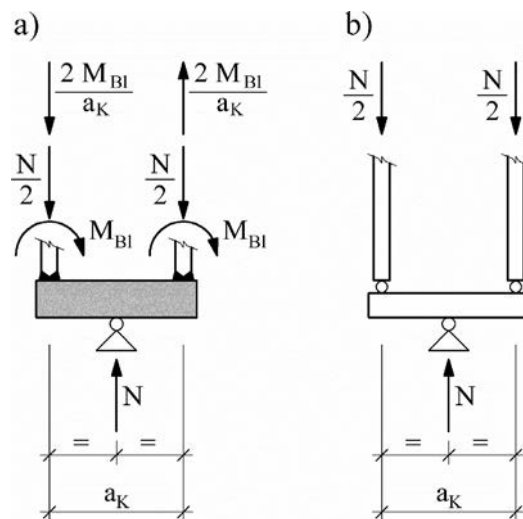 a)
2 M_Bl / a_K
2 M_Bl / a_K
N/2
N/2
M_Bl
M_Bl
N
= =
a_K
b)
N/2
N/2
N
= =
a_K